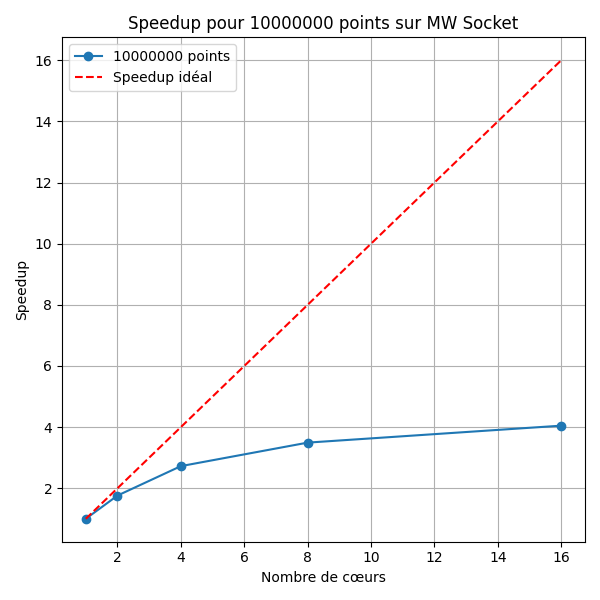 Speedup pour 10000000 points sur MW Socket
10000000 points
Speedup idéal
16
14
12
10
8
6
4
2
Speedup
2 4 6 8 10 12 14 16
Nombre de cœurs